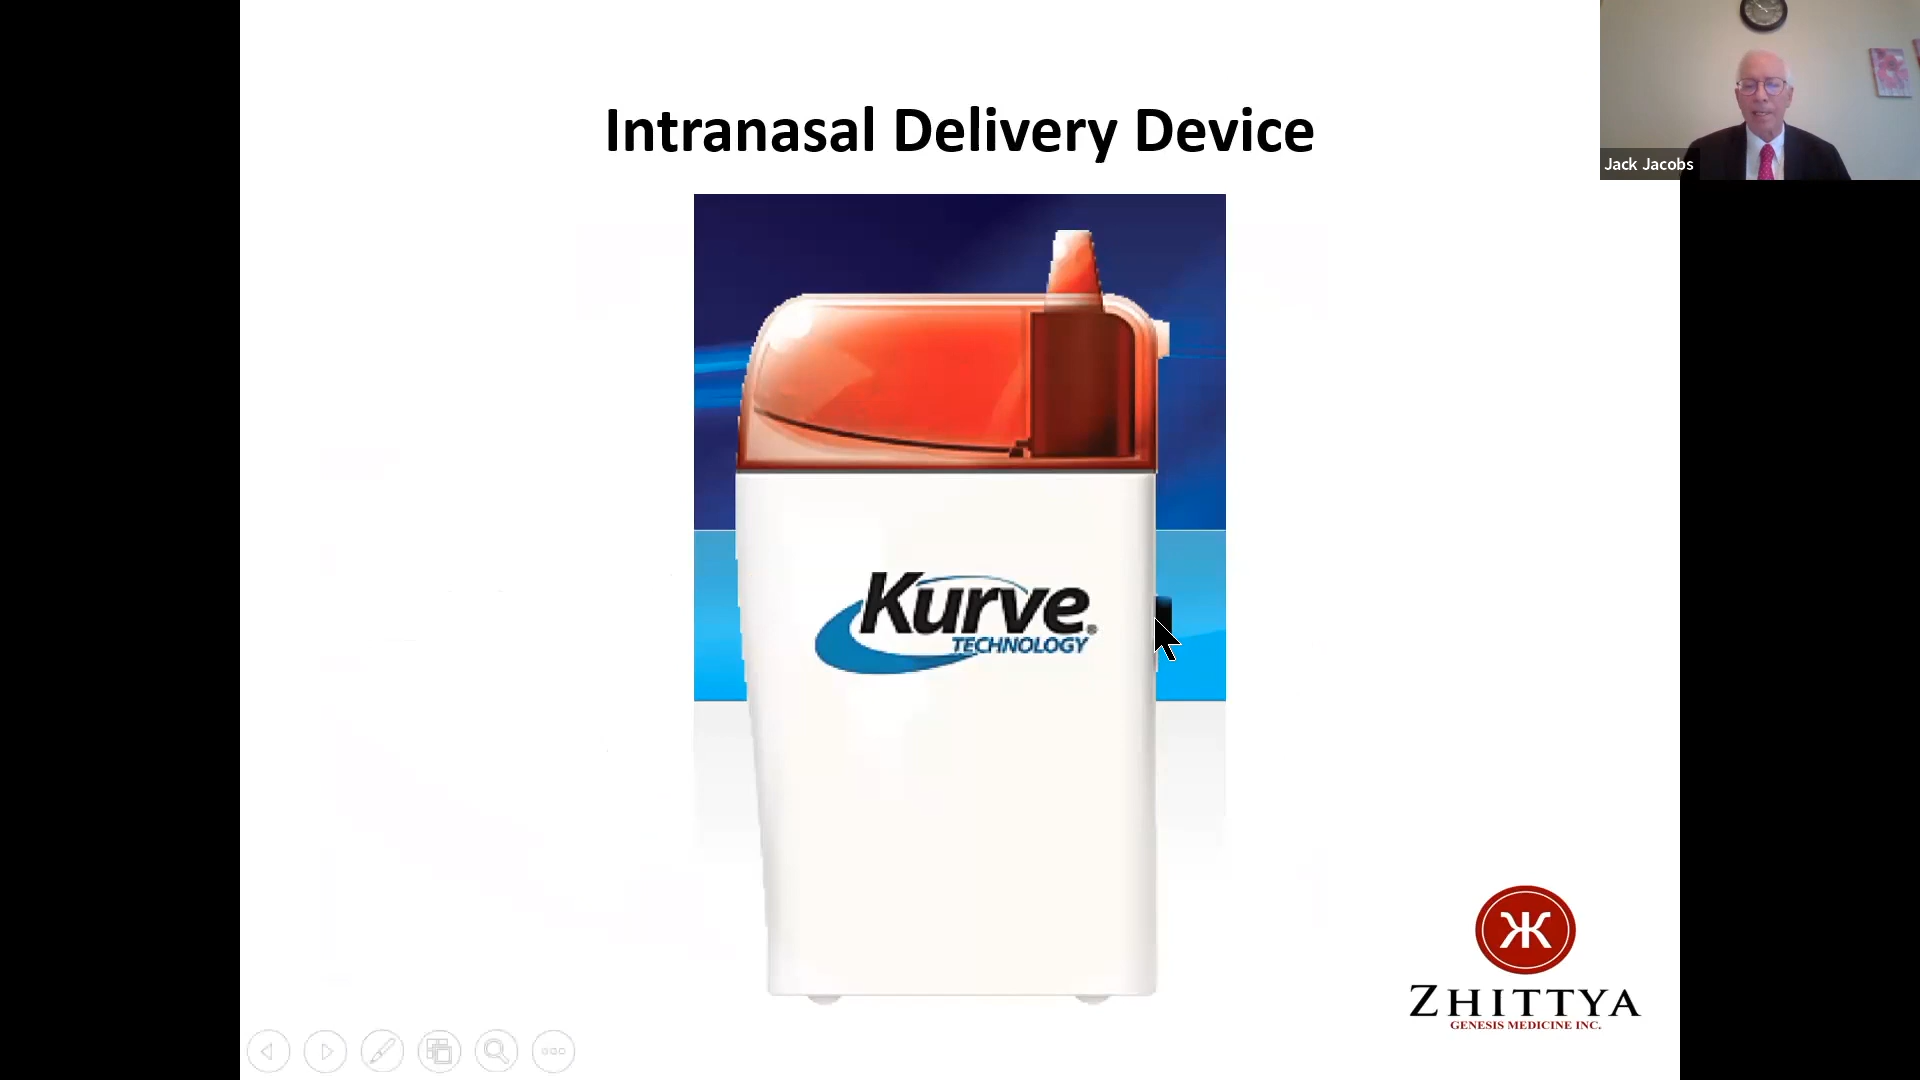 Intranasal Delivery Device
Jack Jacobs
Kurve®
TECHNOLOGY
ZHITTYA
GENESIS MEDICINE INC.